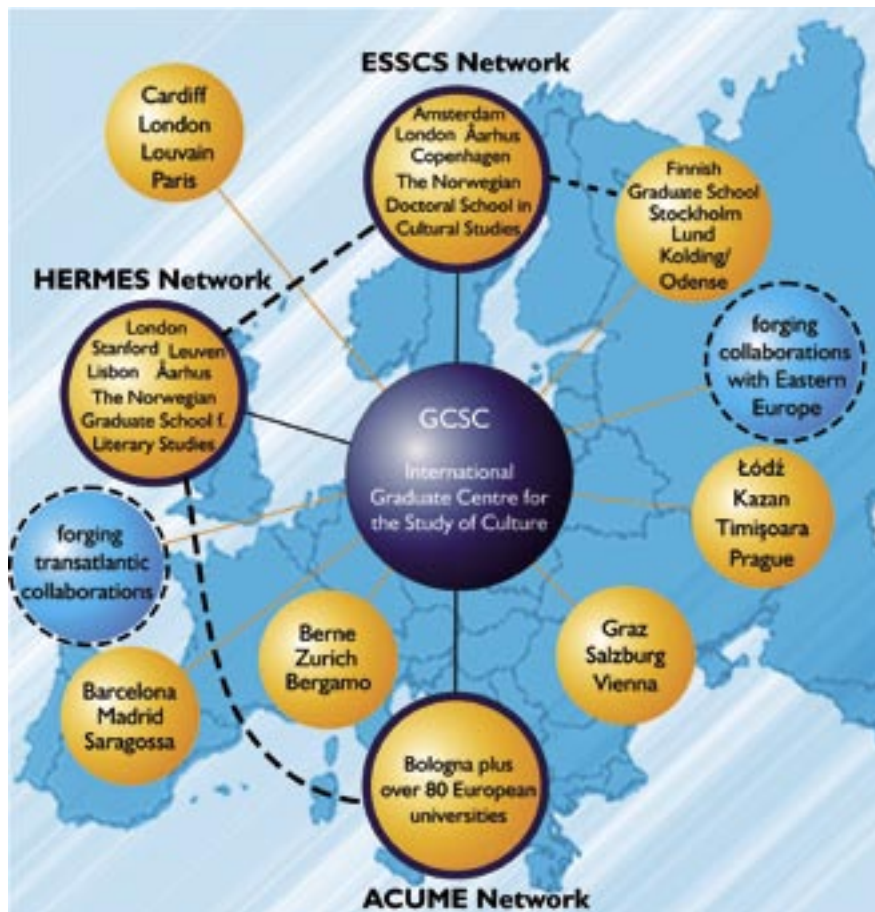 ESSCS Network
Cardiff
London
Louvain
Paris
Amsterdam
London Åarhus
Copenhagen
The Norwegian
Doctoral School in
Cultural Studies
Finnish
Graduate School
Stockholm
Lund
Kolding/
Odense
HERMES Network
London
Stanford Leuven
Lisbon Åarhus
The Norwegian
Graduate School f.
Literary Studies
forging
collaborations
with Eastern
Europe
GCSC
International
Graduate Centre for
the Study of Culture
Łódź
Kazan
Timişoara
Prague
forging
transatlantic
collaborations
Berne
Zurich
Bergamo
Graz
Salzburg
Vienna
Barcelona
Madrid
Saragossa
Bologna plus
over 80 European
universities
ACUME Network